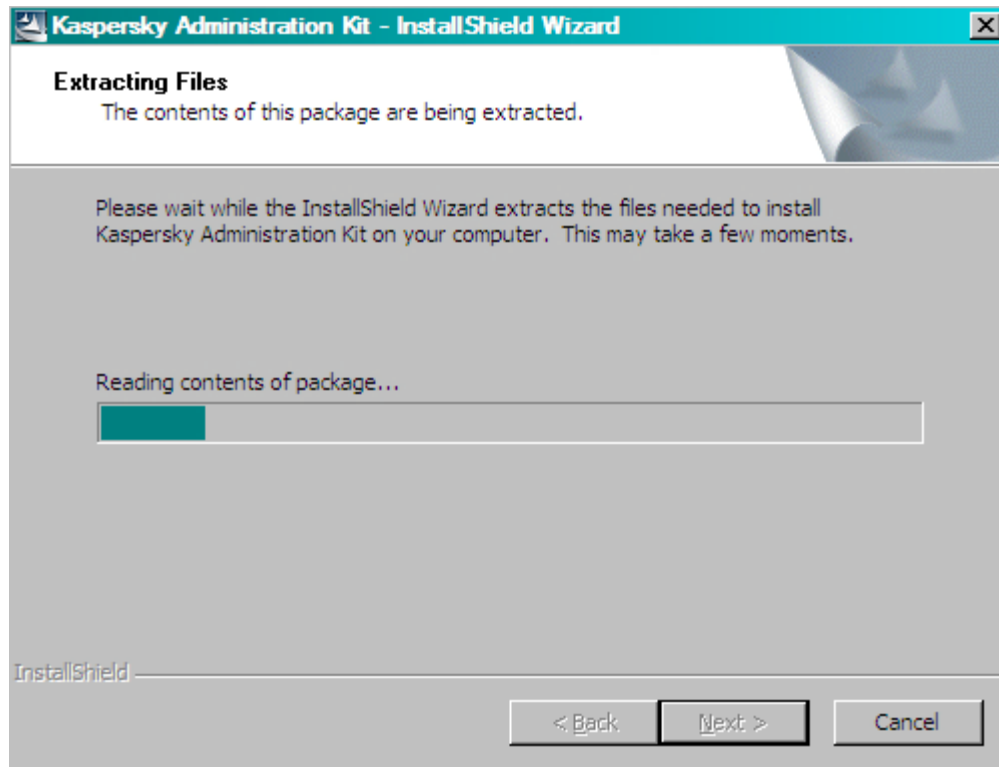 Kaspersky Administration Kit - InstallShield Wizard
Extracting Files
The contents of this package are being extracted.
Please wait while the InstallShield Wizard extracts the files needed to install
Kaspersky Administration Kit on your computer.  This may take a few moments.
Reading contents of package...
InstallShield
< Back
Next >
Cancel